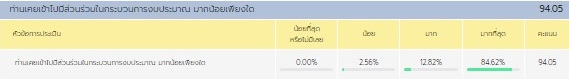 ท่านเคยเข้าไปมีส่วนร่วมในกระบวนการงบประมาณ มากน้อยเพียงใด 94.05
หัวข้อการประเมิน น้อยที่สุด หรือไม่มีเลย น้อย มาก มากที่สุด คะแนน
ท่านเคยเข้าไปมีส่วนร่วมในกระบวนการงบประมาณ มากน้อยเพียงใด 0.00% 2.56% 12.82% 84.62% 94.05